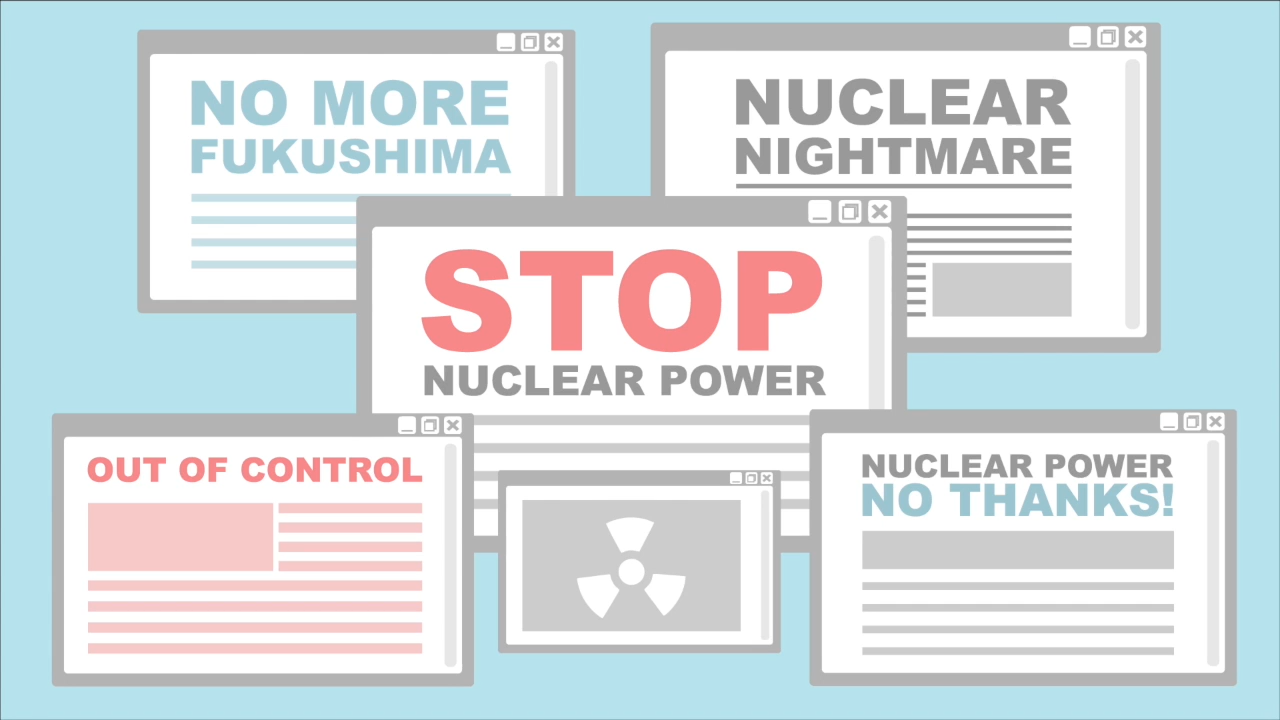 NO MORE
FUKUSHIMA
NUCLEAR
NIGHTMARE
STOP
NUCLEAR POWER
OUT OF CONTROL
NUCLEAR POWER
NO THANKS!